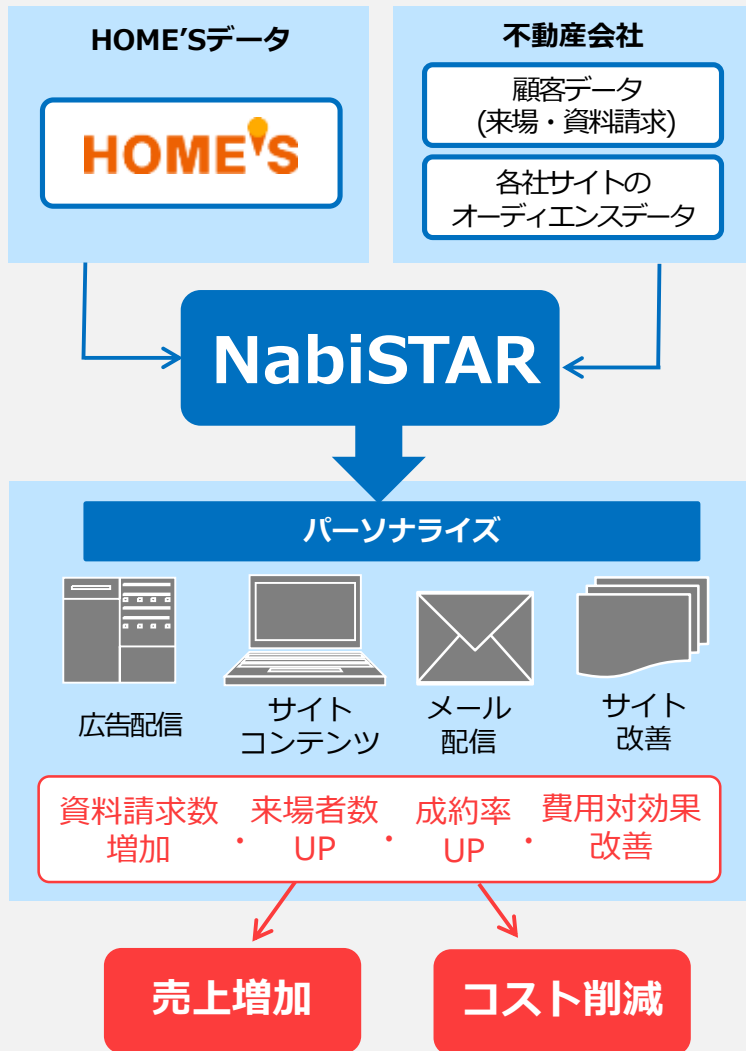 HOME'Sデータ
HOME'S
不動産会社
顧客データ
(来場・資料請求)
各社サイトの
オーディエンスデータ
NabiSTAR
パーソナライズ
広告配信
サイト
コンテンツ
メール
配信
サイト
改善
資料請求数
増加
・
来場者数
UP
・
成約率
UP
・
費用対効果
改善
売上増加
コスト削減